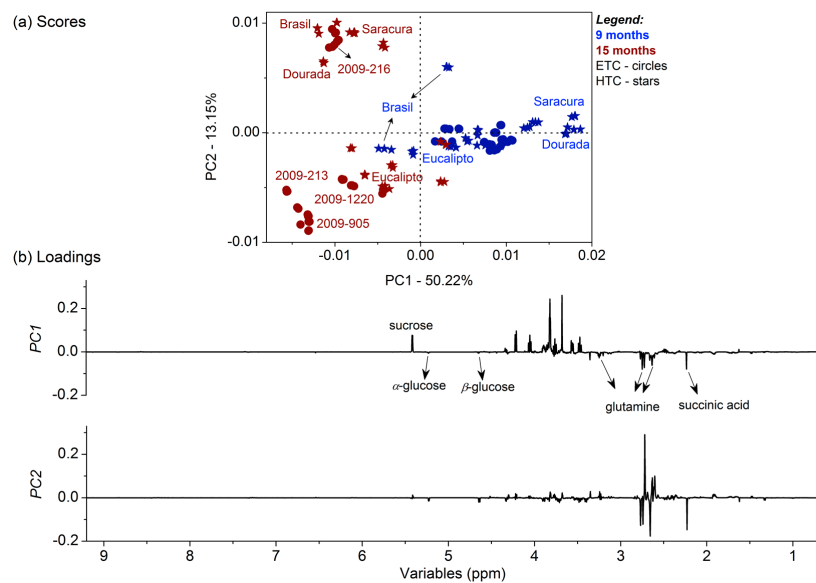 (a) Scores
Legend:
9 months
15 months
ETC - circles
HTC - stars
0.01
0.00
-0.01
PC2 - 13.15%
Brasil
Saracura
2009-216
Dourada
Brasil
Saracura
Dourada
Eucalipto
2009-213
Eucalipto
2009-1220
2009-905
-0.01
0.00
0.01
0.02
PC1 - 50.22%
(b) Loadings
PC1
0.2
0.0
-0.2
sucrose
α-glucose
β-glucose
glutamine
succinic acid
PC2
0.2
0.0
-0.2
9
8
7
6
5
4
3
2
1
Variables (ppm)